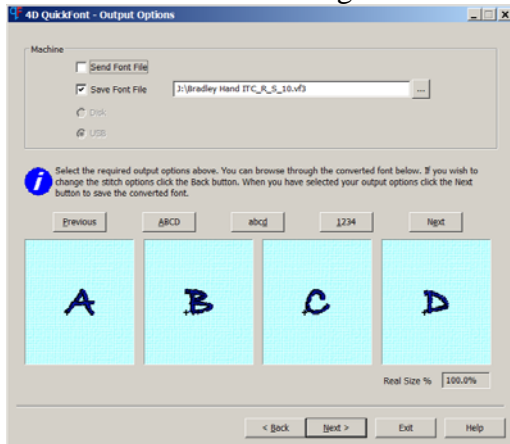 4D QuickFont - Output Options
Machine
Send Font File
Save Font File J:\Bradley Hand ITC_R_S_10.vf3 ...
Disk
USB
Select the required output options above. You can browse through the converted font below. If you wish to
change the stitch options click the Back button. When you have selected your output options click the Next
button to save the converted font.
Previous ABCD abcd 1234 Next
A B C D
Real Size % 100.0%
< Back Next > Exit Help